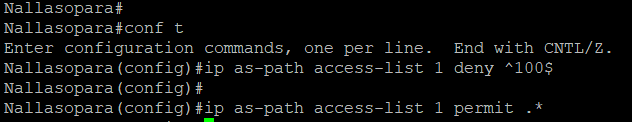 Nallasopara#
Nallasopara#conf t
Enter configuration commands, one per line.  End with CNTL/Z.
Nallasopara(config)#ip as-path access-list 1 deny ^100$
Nallasopara(config)#
Nallasopara(config)#ip as-path access-list 1 permit .*